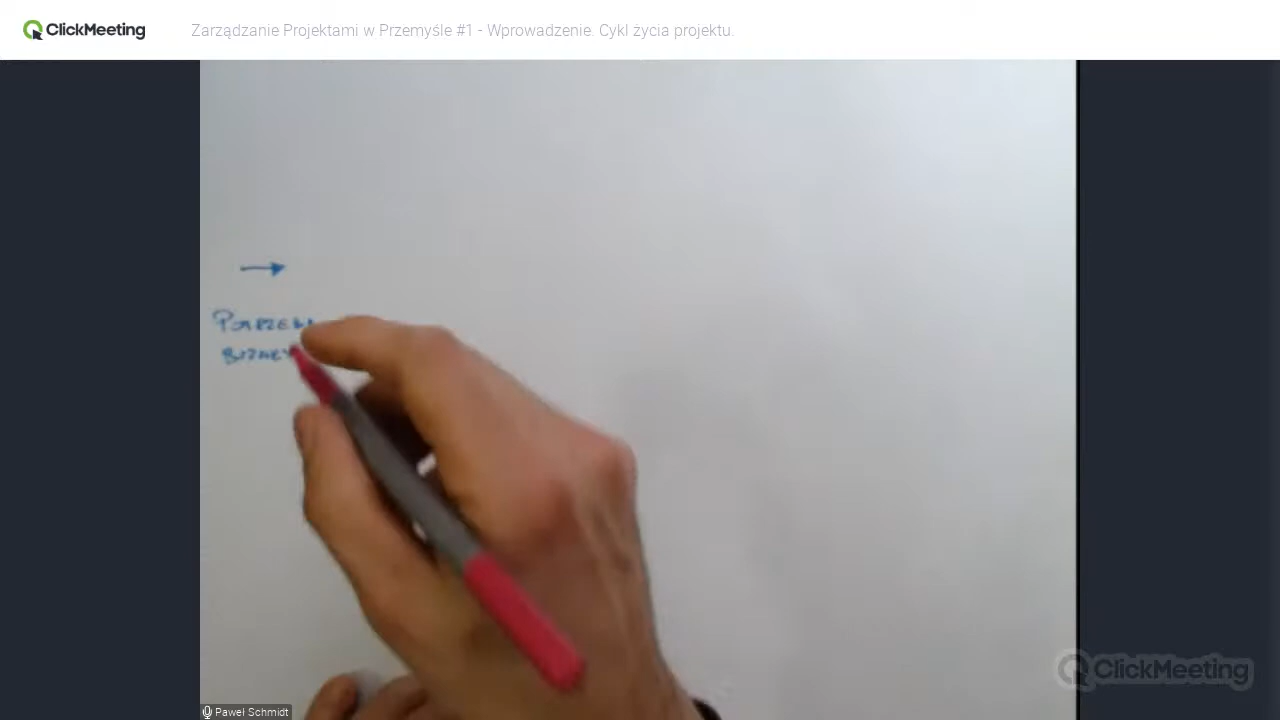 ClickMeeting
Zarządzanie Projektami w Przemyśle #1 - Wprowadzenie. Cykl życia projektu.
ClickMeeting
Paweł Schmidt